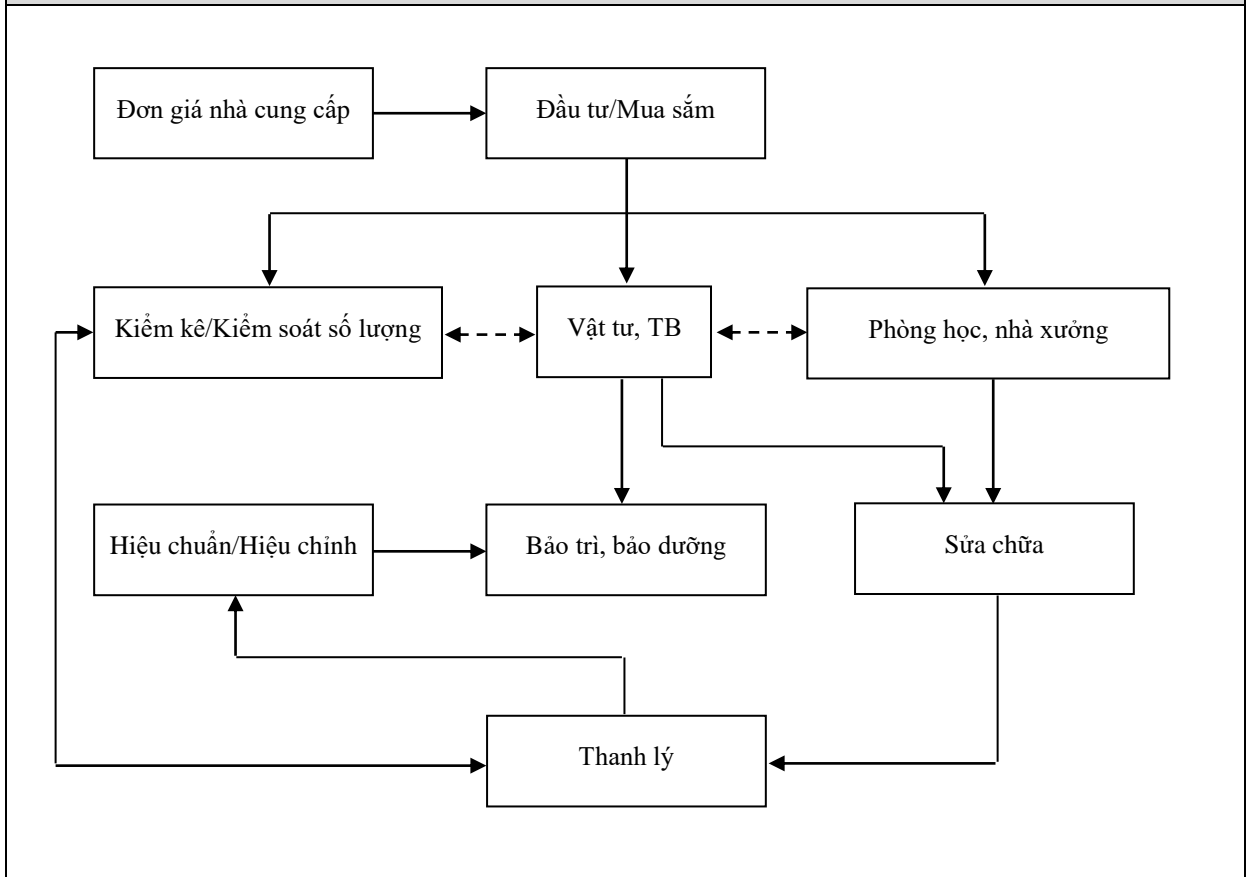 Đơn giá nhà cung cấp
Đầu tư/Mua sắm
Kiểm kê/Kiểm soát số lượng
Vật tư, TB
Phòng học, nhà xưởng
Hiệu chuẩn/Hiệu chỉnh
Bảo trì, bảo dưỡng
Sửa chữa
Thanh lý